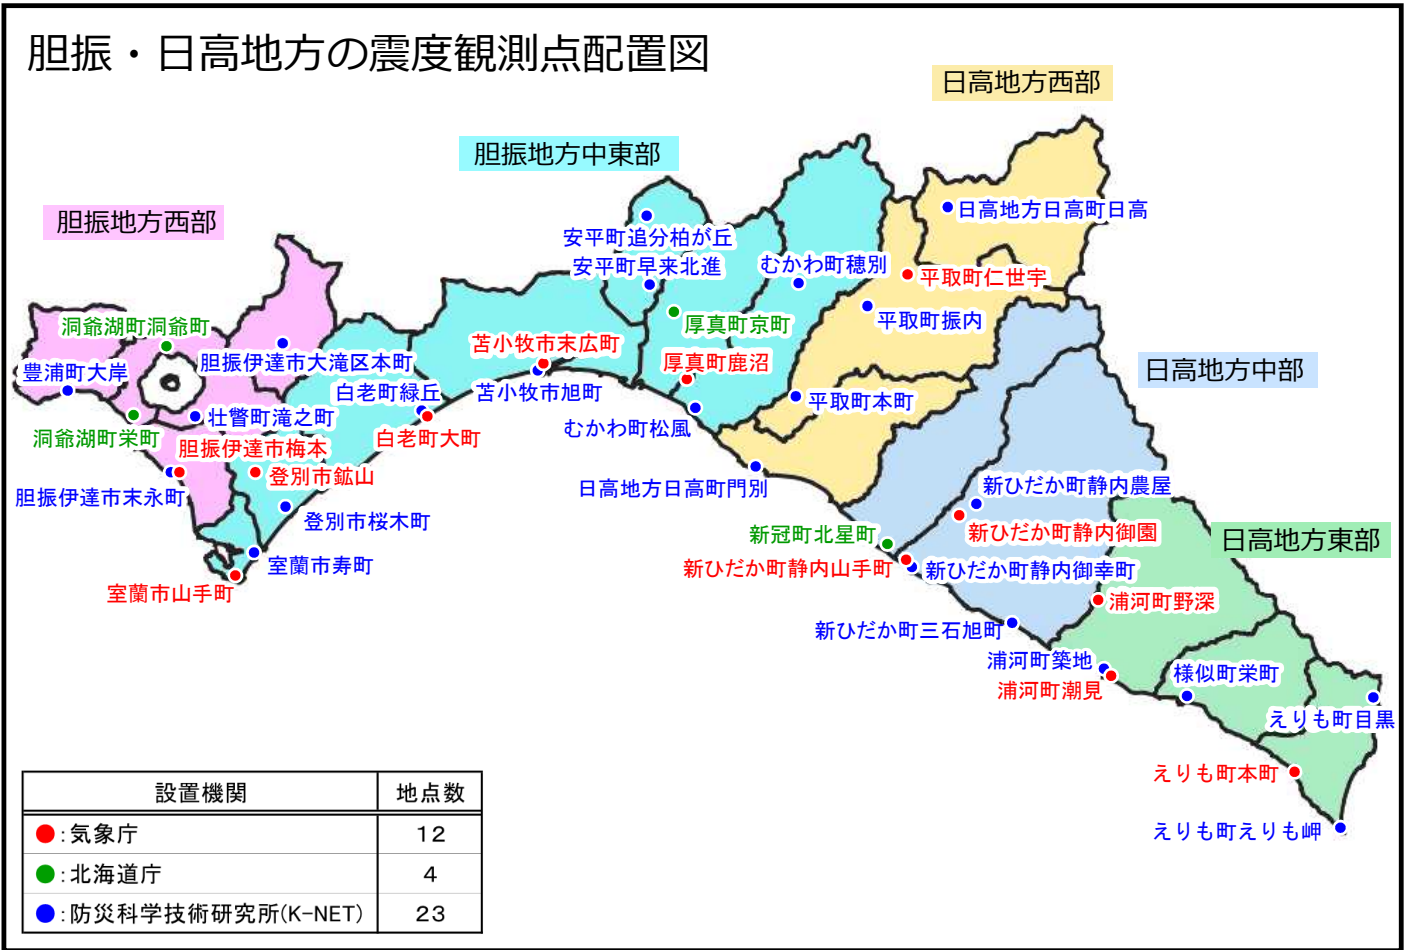 胆振・日高地方の震度観測点配置図
日高地方西部
胆振地方中東部
胆振地方西部
日高地方日高町日高
安平町追分柏が丘
安平町早来北進
むかわ町穂別
平取町仁世宇
洞爺湖町洞爺町
厚真町京町
平取町振内
苫小牧市末広町
胆振伊達市大滝区本町
厚真町鹿沼
日高地方中部
豊浦町大岸
白老町緑丘
苫小牧市旭町
平取町本町
壮瞥町滝之町
むかわ町松風
洞爺湖町栄町
白老町大町
胆振伊達市梅本
登別市鉱山
日高地方日高町門別
新ひだか町静内農屋
胆振伊達市末永町
登別市桜木町
新冠町北星町
新ひだか町静内御園
日高地方東部
室蘭市寿町
新ひだか町静内山手町
新ひだか町静内御幸町
室蘭市山手町
浦河町野深
新ひだか町三石旭町
浦河町築地
様似町栄町
浦河町潮見
えりも町目黒
えりも町本町
えりも町えりも岬
設置機関 地点数
●:気象庁 12
●:北海道庁 4
●:防災科学技術研究所(K-NET) 23